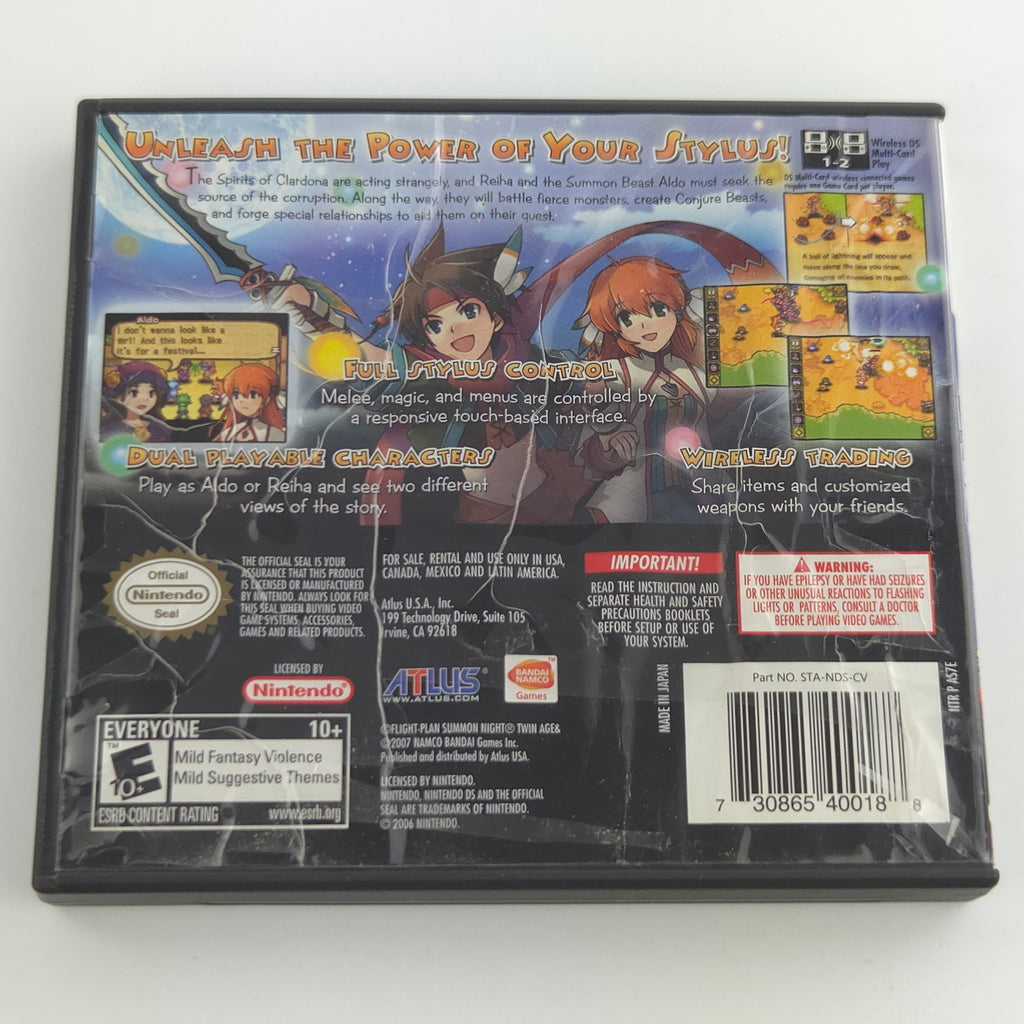 UNLEASH THE POWER OF YOUR STYLUS!
The Spirits of Clardona are acting strangely, and Reiha and the Summon Beast Aldo must seek the
source of the corruption. Along the way, they will battle fierce monsters, create Conjure Beasts,
and forge special relationships to aid them on their quest.
1-2
Wireless DS
Multi-Card
Play
DS Multi-Card wireless connected games
require one Game Card per player.
A ball of lightning will appear and
move along the line you draw,
damaging all enemies in its path.
Aldo
I don't wanna look like a
girl! And this looks like
it's for a festival...
FULL STYLUS CONTROL
Melee, magic, and menus are controlled by
a responsive touch-based interface.
DUAL PLAYABLE CHARACTERS
Play as Aldo or Reiha and see two different
views of the story.
WIRELESS TRADING
Share items and customized
weapons with your friends.
Official
Nintendo
Seal
THE OFFICIAL SEAL IS YOUR
ASSURANCE THAT THIS PRODUCT
IS LICENSED OR MANUFACTURED
BY NINTENDO. ALWAYS LOOK FOR
THIS SEAL WHEN BUYING VIDEO
GAME SYSTEMS, ACCESSORIES,
GAMES AND RELATED PRODUCTS.
FOR SALE, RENTAL AND USE ONLY IN USA,
CANADA, MEXICO AND LATIN AMERICA.
Atlus U.S.A., Inc.
199 Technology Drive, Suite 105
Irvine, CA 92618
IMPORTANT!
READ THE INSTRUCTION AND
SEPARATE HEALTH AND SAFETY
PRECAUTIONS BOOKLETS
BEFORE SETUP OR USE OF
YOUR SYSTEM.
WARNING:
IF YOU HAVE EPILEPSY OR HAVE HAD SEIZURES
OR OTHER UNUSUAL REACTIONS TO FLASHING
LIGHTS OR PATTERNS, CONSULT A DOCTOR
BEFORE PLAYING VIDEO GAMES.
LICENSED BY
Nintendo®
ATLUS®
WWW.ATLUS.COM
BANDAI
NAMCO
Games
TM
MADE IN JAPAN
Part NO. STA-NDS-CV
7 30865 40018 8
NTR P AS7E
EVERYONE 10+
TM
E
10+
Mild Fantasy Violence
Mild Suggestive Themes
ESRB CONTENT RATING www.esrb.org
©FLIGHT-PLAN SUMMON NIGHT® TWIN AGE&
©2007 NAMCO BANDAI Games Inc.
Published and distributed by Atlus USA.
LICENSED BY NINTENDO.
NINTENDO, NINTENDO DS AND THE OFFICIAL
SEAL ARE TRADEMARKS OF NINTENDO.
© 2006 NINTENDO.